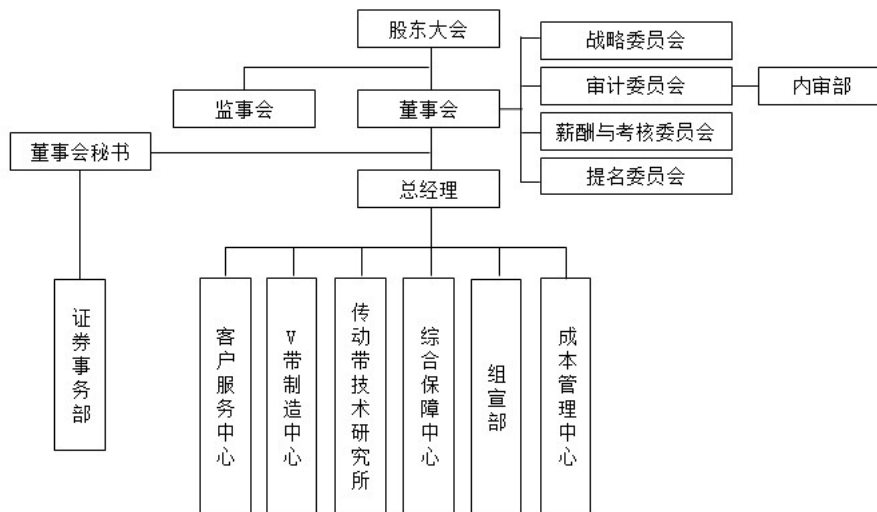 股东大会
战略委员会
监事会
董事会
审计委员会
内审部
薪酬与考核委员会
董事会秘书
提名委员会
总经理
证券事务部
客户服务中心
V带制造中心
传动带技术研究所
综合保障中心
组宣部
成本管理中心